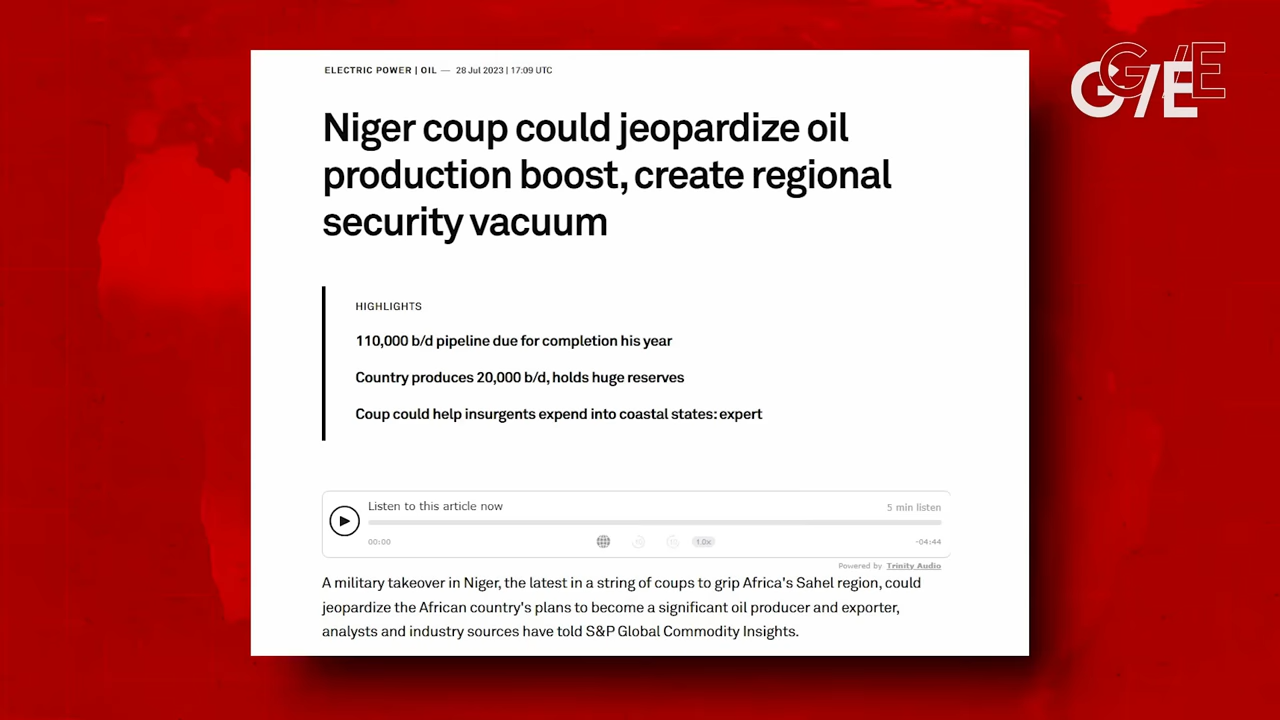 G/E
G/E
ELECTRIC POWER | OIL — 28 Jul 2023 | 17:09 UTC
Niger coup could jeopardize oil
production boost, create regional
security vacuum
HIGHLIGHTS
110,000 b/d pipeline due for completion his year
Country produces 20,000 b/d, holds huge reserves
Coup could help insurgents expend into coastal states: expert
Listen to this article now
5 min listen
00:00
1.0x
-04:44
Powered by Trinity Audio
A military takeover in Niger, the latest in a string of coups to grip Africa's Sahel region, could
jeopardize the African country's plans to become a significant oil producer and exporter,
analysts and industry sources have told S&P Global Commodity Insights.